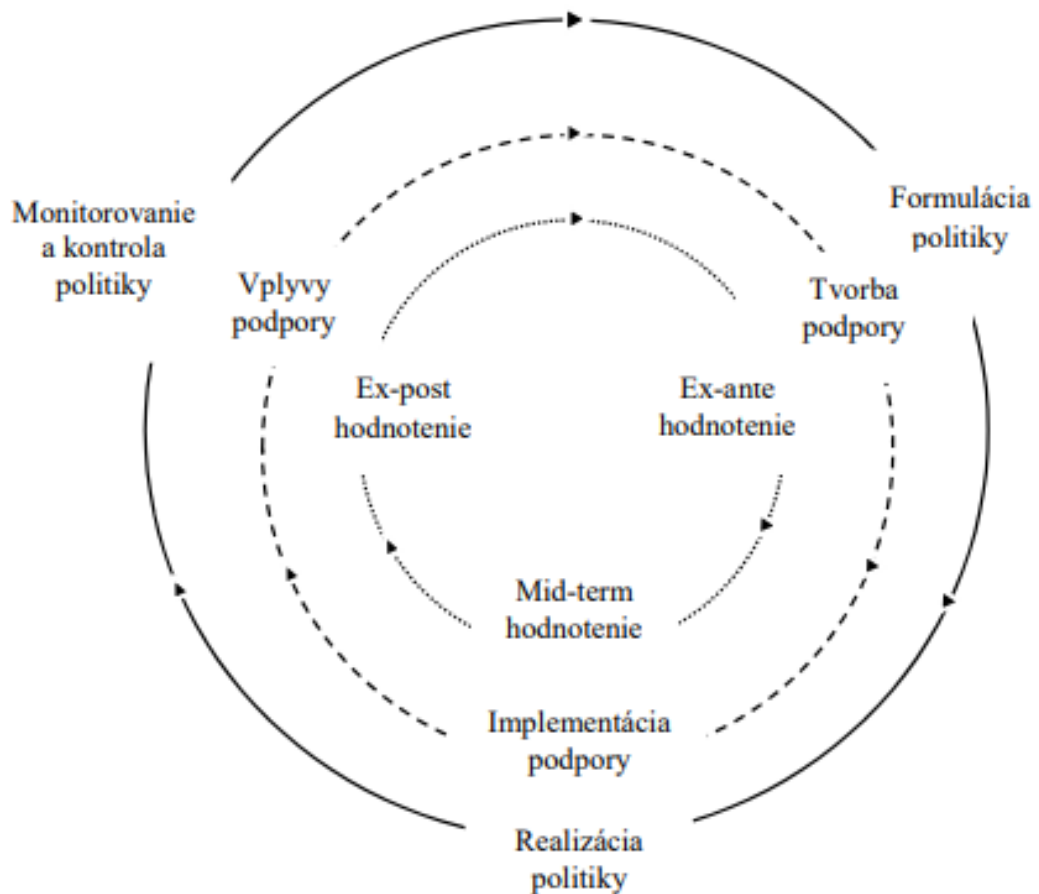 Monitorovanie
a kontrola
politiky
Formulácia
politiky
Vplyvy
podpory
Tvorba
podpory
Ex-post
hodnotenie
Ex-ante
hodnotenie
Mid-term
hodnotenie
Implementácia
podpory
Realizácia
politiky